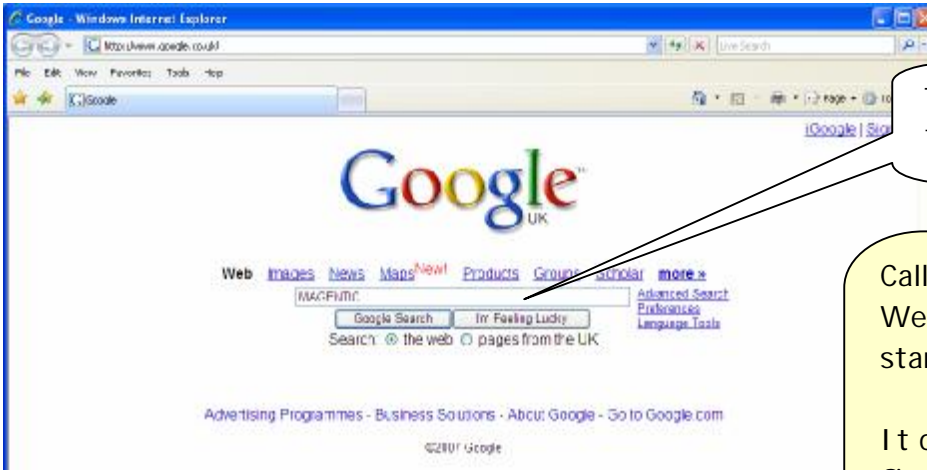 Google - Windows Internet Explorer
http://www.google.co.uk/
Live Search
File Edit View Favorites Tools Help
Google
Page
iGoogle |
Google
UK
Web Images News Maps New! Products Groups Scholar more »
MAGENTIC
Advanced Search
Preferences
Language Tools
Google Search I'm Feeling Lucky
Search: the web pages from the UK
Advertising Programmes - Business Solutions - About Google - Go to Google.com
©2007 Google
Call
We
star
It